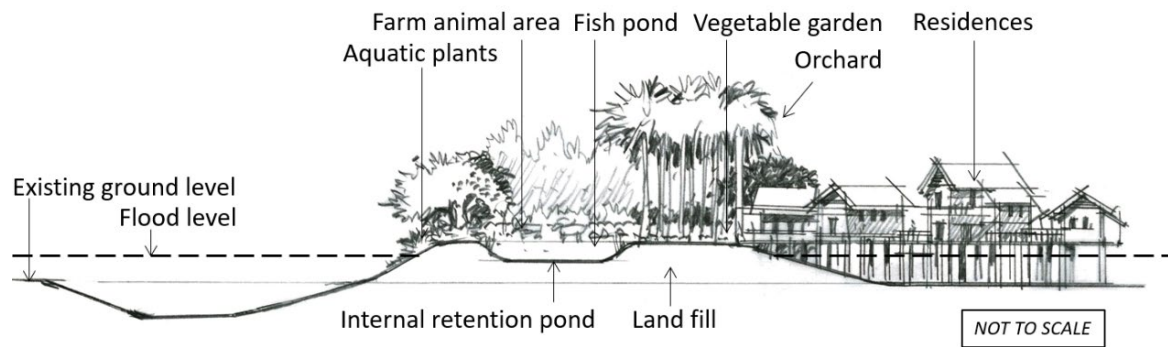 Farm animal area
Fish pond
Vegetable garden
Residences
Aquatic plants
Orchard
Existing ground level
Flood level
Internal retention pond
Land fill
NOT TO SCALE